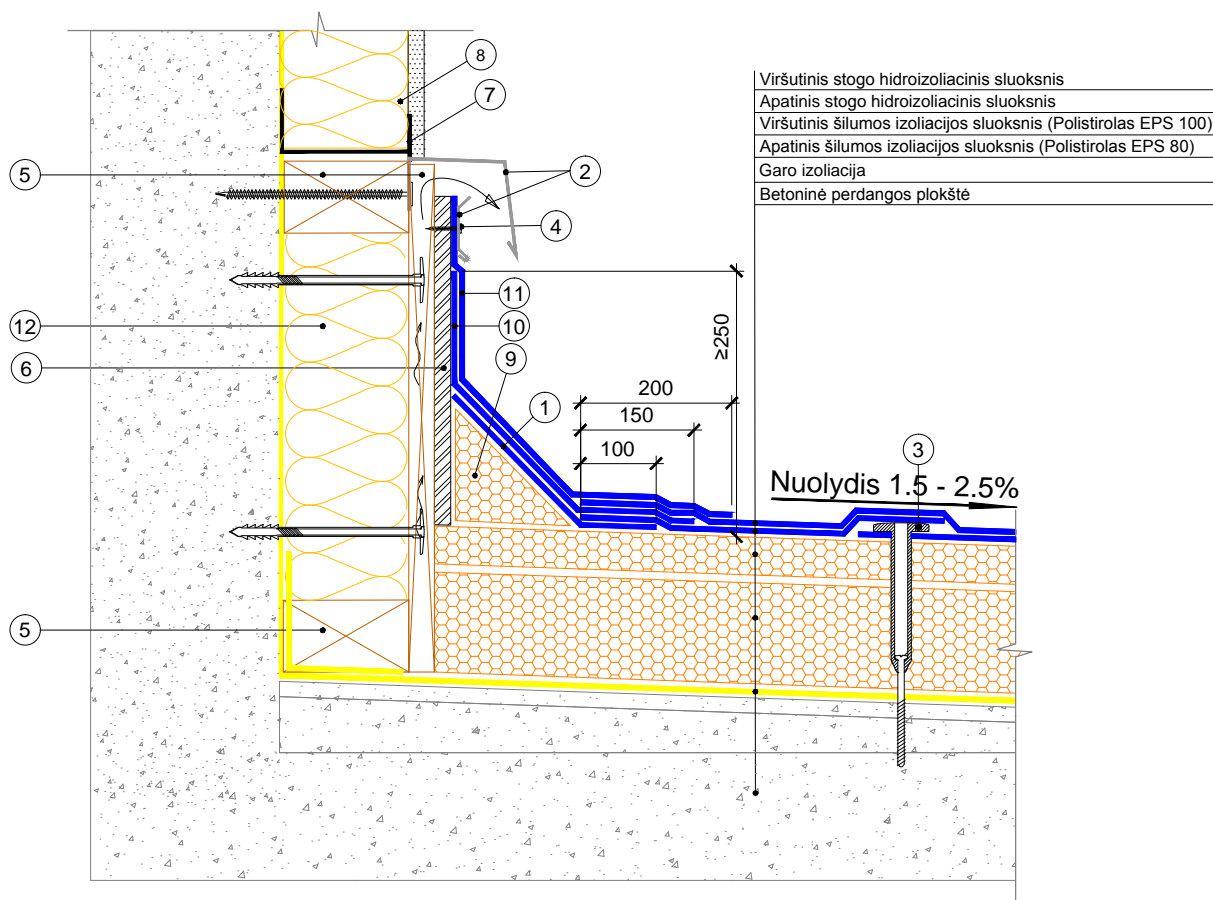 8
7
5
2
4
11
12
10
6
9
1
Viršutinis stogo hidroizoliacinis sluoksnis
Apatinis stogo hidroizoliacinis sluoksnis
Viršutinis šilumos izoliacijos sluoksnis (Polistirolas EPS 100)
Apatinis šilumos izoliacijos sluoksnis (Polistirolas EPS 80)
Garo izoliacija
Betoninė perdangos plokštė
≥250
200
150
100
3
Nuolydis 1.5 - 2.5%
5